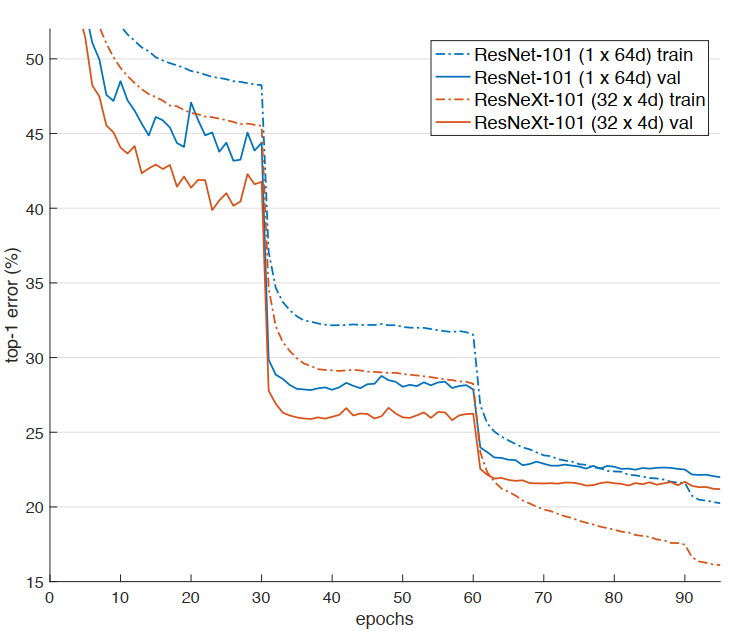 ResNet-101 (1 x 64d) train
ResNet-101 (1 x 64d) val
ResNeXt-101 (32 x 4d) train
ResNeXt-101 (32 x 4d) val
top-1 error (%)
50
45
40
35
30
25
20
15
0 10 20 30 40 50 60 70 80 90
epochs